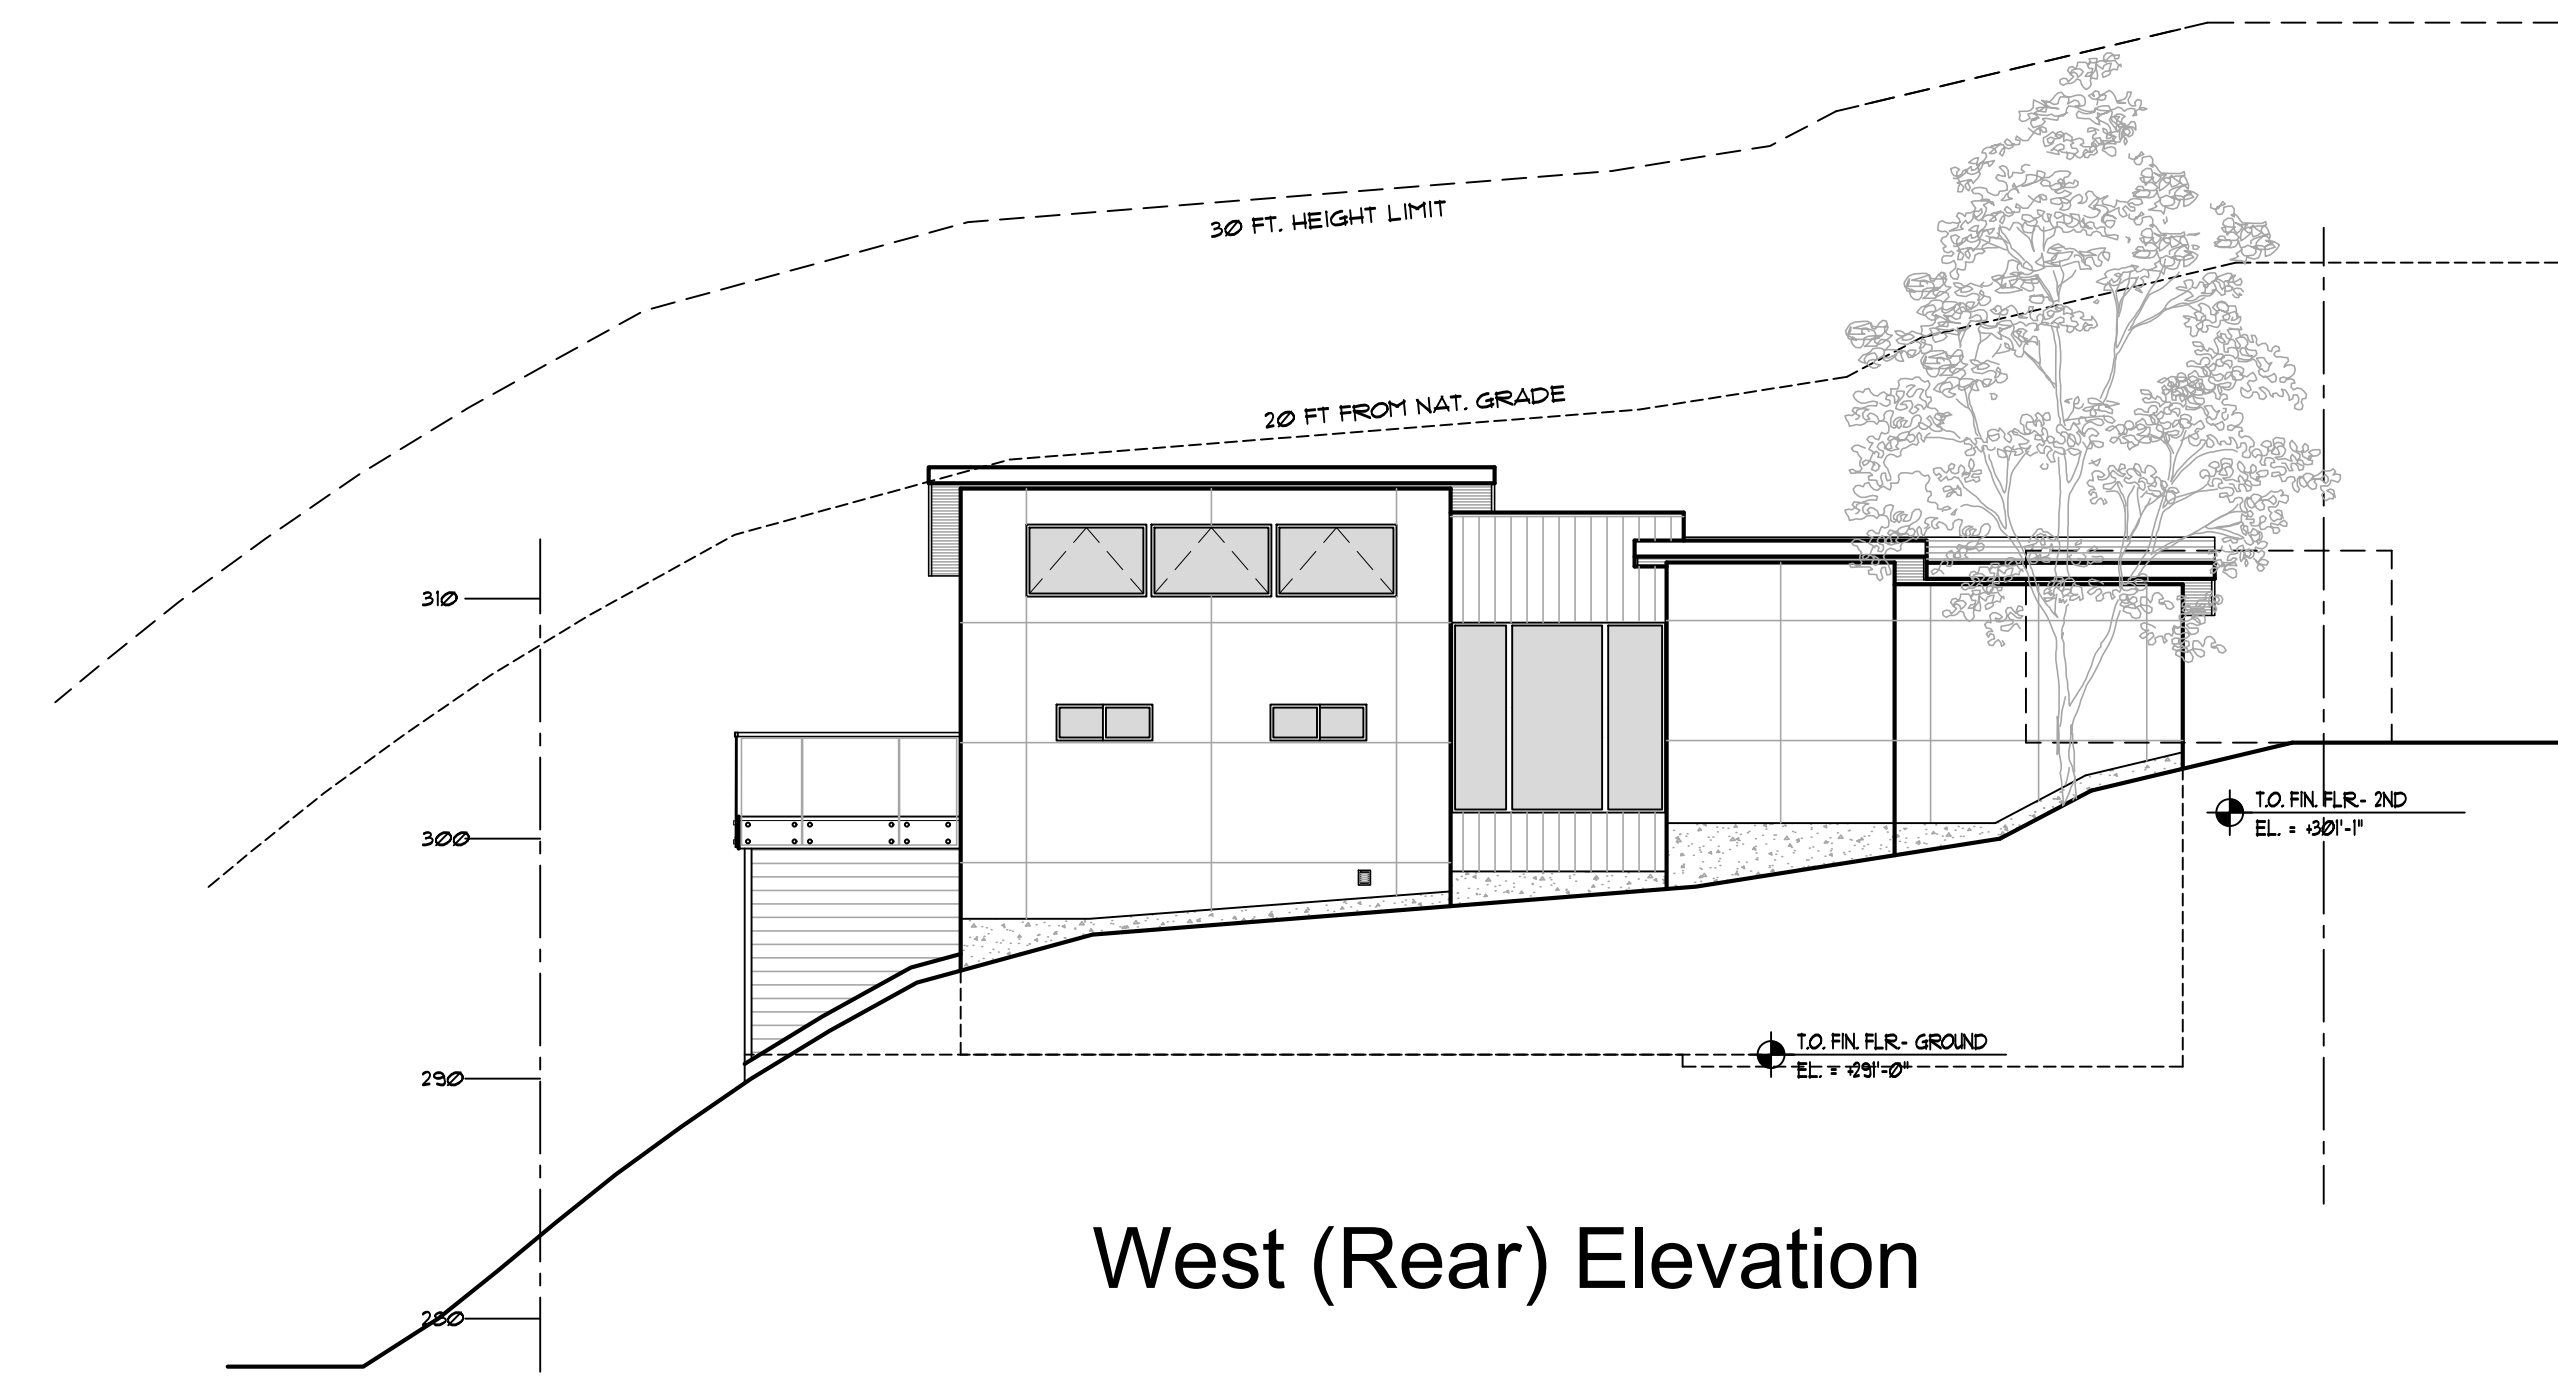 30 FT. HEIGHT LIMIT
20 FT FROM NAT. GRADE
310
300
290
280
T.O. FIN. FLR.- 2ND
EL. = +301'-1"
T.O. FIN. FLR.- GROUND
EL. = +291'-0"
West (Rear) Elevation